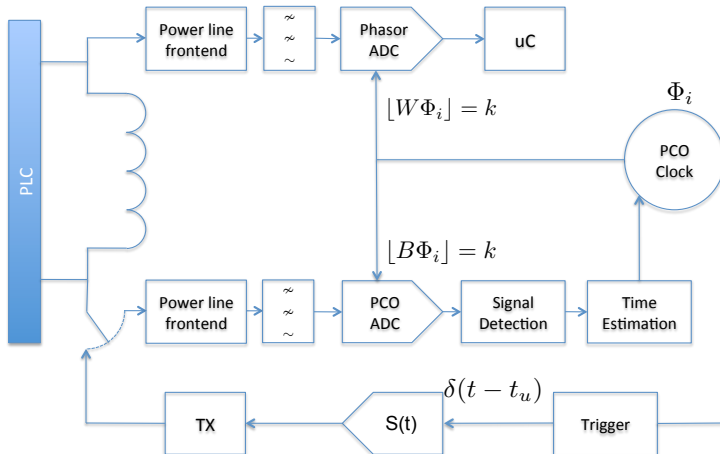 Power line
frontend
≉
≉
~
Phasor
ADC
uC
⌊WΦᵢ⌋ = k
Φᵢ
PCO
Clock
PLC
⌊BΦᵢ⌋ = k
Power line
frontend
≉
≉
~
PCO
ADC
Signal
Detection
Time
Estimation
TX
S(t)
δ(t − tᵤ)
Trigger